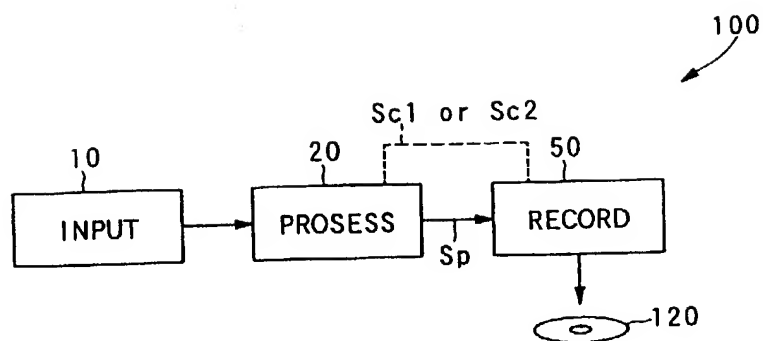 100
Sc1 or Sc2
10
20
50
INPUT
PROSESS
RECORD
Sp
120